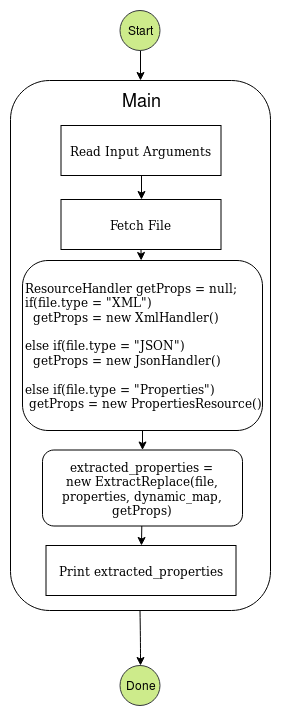 Start
Main
Read Input Arguments
Fetch File
ResourceHandler getProps = null;
if(file.type = "XML")
getProps = new XmlHandler()
else if(file.type = "JSON")
getProps = new JsonHandler()
else if(file.type = "Properties")
getProps = new PropertiesResource()
extracted_properties =
new ExtractReplace(file,
properties, dynamic_map,
getProps)
Print extracted_properties
Done